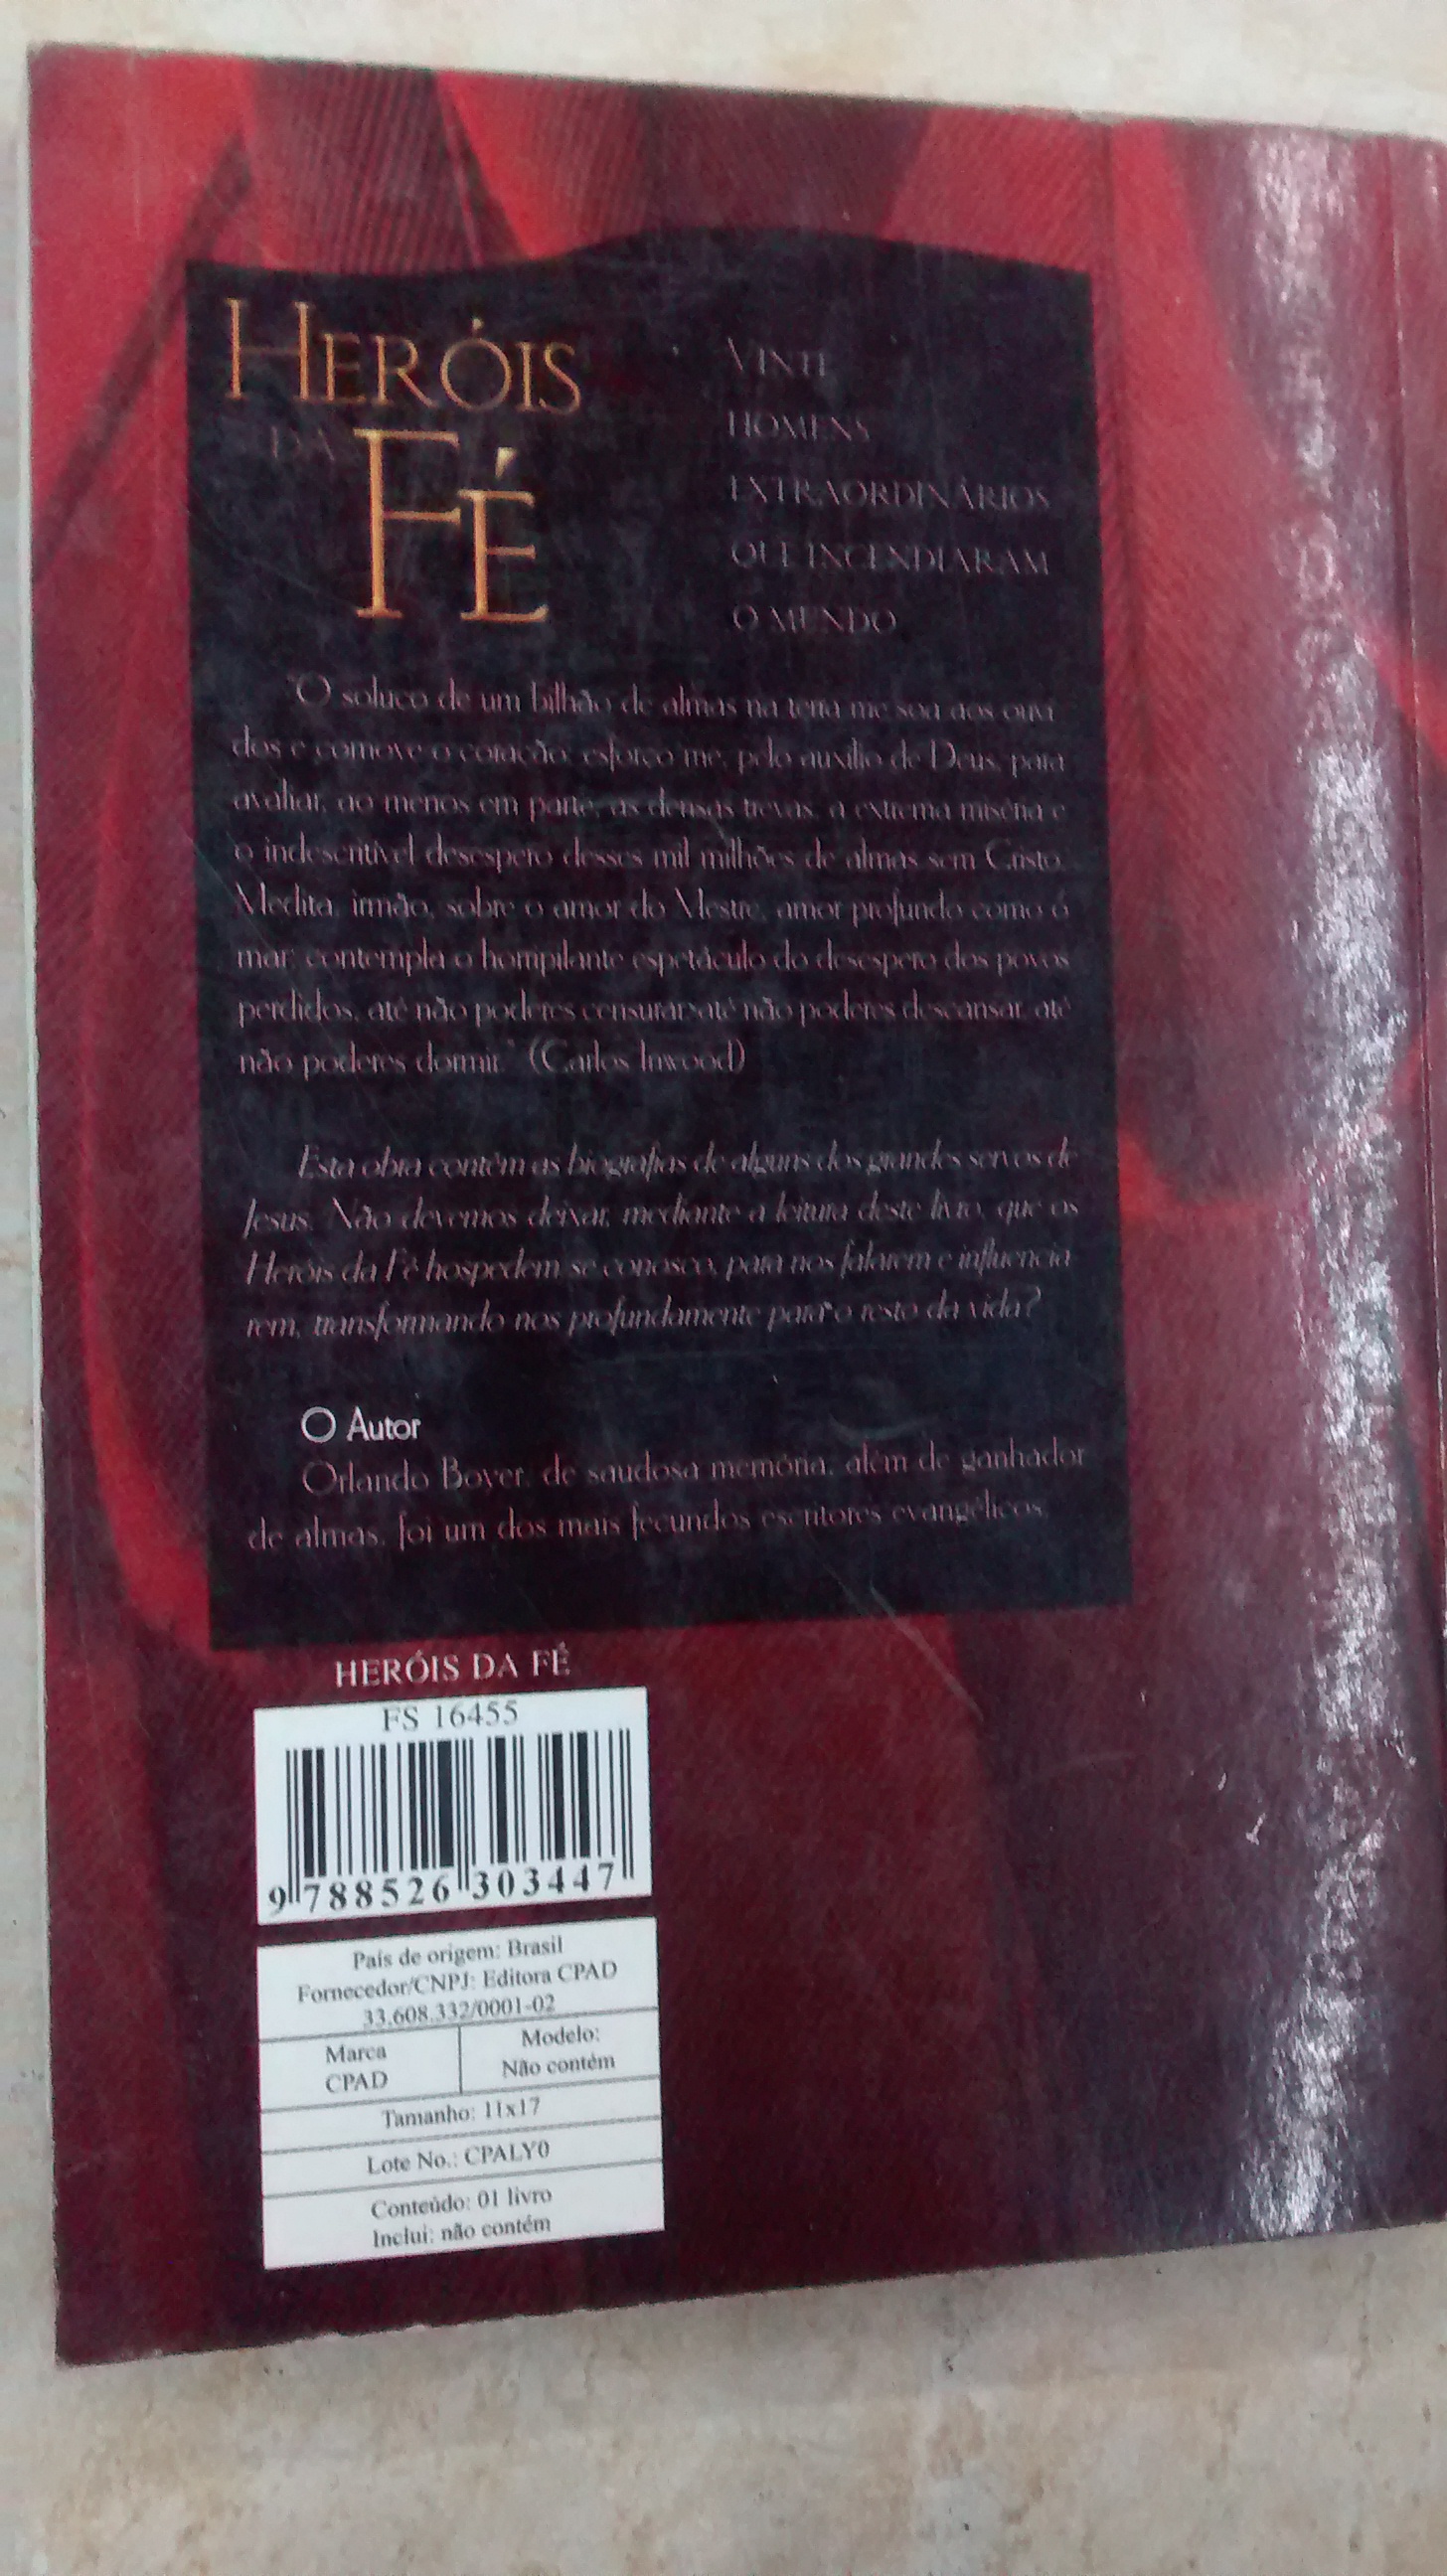 HERÓIS
DA
FÉ
VINTE
HOMENS
EXTRAORDINÁRIOS
QUE INCENDIARAM
O MUNDO
"O soluço de um bilhão de almas na terra me soa aos ouvi
dos e comove o coração; esforço me, pelo auxílio de Deus, para
avaliar, ao menos em parte, as densas trevas, a extrema miséria e
o indescritível desespero desses mil milhões de almas sem Cristo.
Medita, irmão, sobre o amor do Mestre, amor profundo como o
mar; contempla o horripilante espetáculo do desespero dos povos
perdidos, até não poderes censurar, até não poderes descansar, até
não poderes dormir." (Carlos Inwood)
Esta obra contém as biografias de alguns dos grandes servos de
Jesus. Não devemos deixar, mediante a leitura deste livro, que os
Heróis da Fé hospedem se conosco, para nos falarem e influencia
rem, transformando nos profundamente para o resto da vida?
O Autor
Orlando Boyer, de saudosa memória, além de ganhador
de almas, foi um dos mais fecundos escritores evangélicos.
HERÓIS DA FÉ
FS 16455
9 788526 303447
País de origem: Brasil
Fornecedor/CNPJ: Editora CPAD
33.608.332/0001-02
Marca
CPAD
Modelo:
Não contém
Tamanho: 11x17
Lote No.: CPALY0
Conteúdo: 01 livro
Inclui: não contém